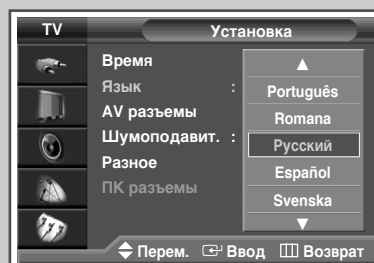 TV Установка
Время
Язык :
AV разъемы
Шумоподавит. :
Разное
ПК разъемы
Português
Romana
Русский
Español
Svenska
Перем. Ввод Возврат